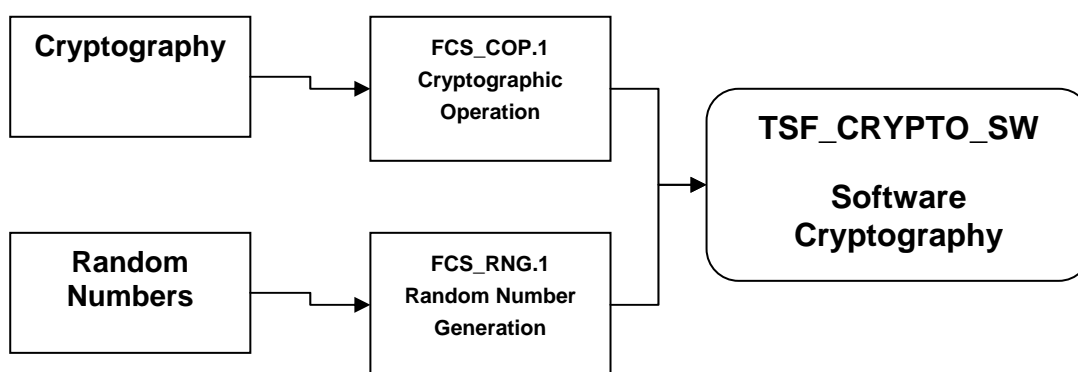 Cryptography
FCS_COP.1
Cryptographic
Operation
TSF_CRYPTO_SW
Software
Cryptography
Random
Numbers
FCS_RNG.1
Random Number
Generation